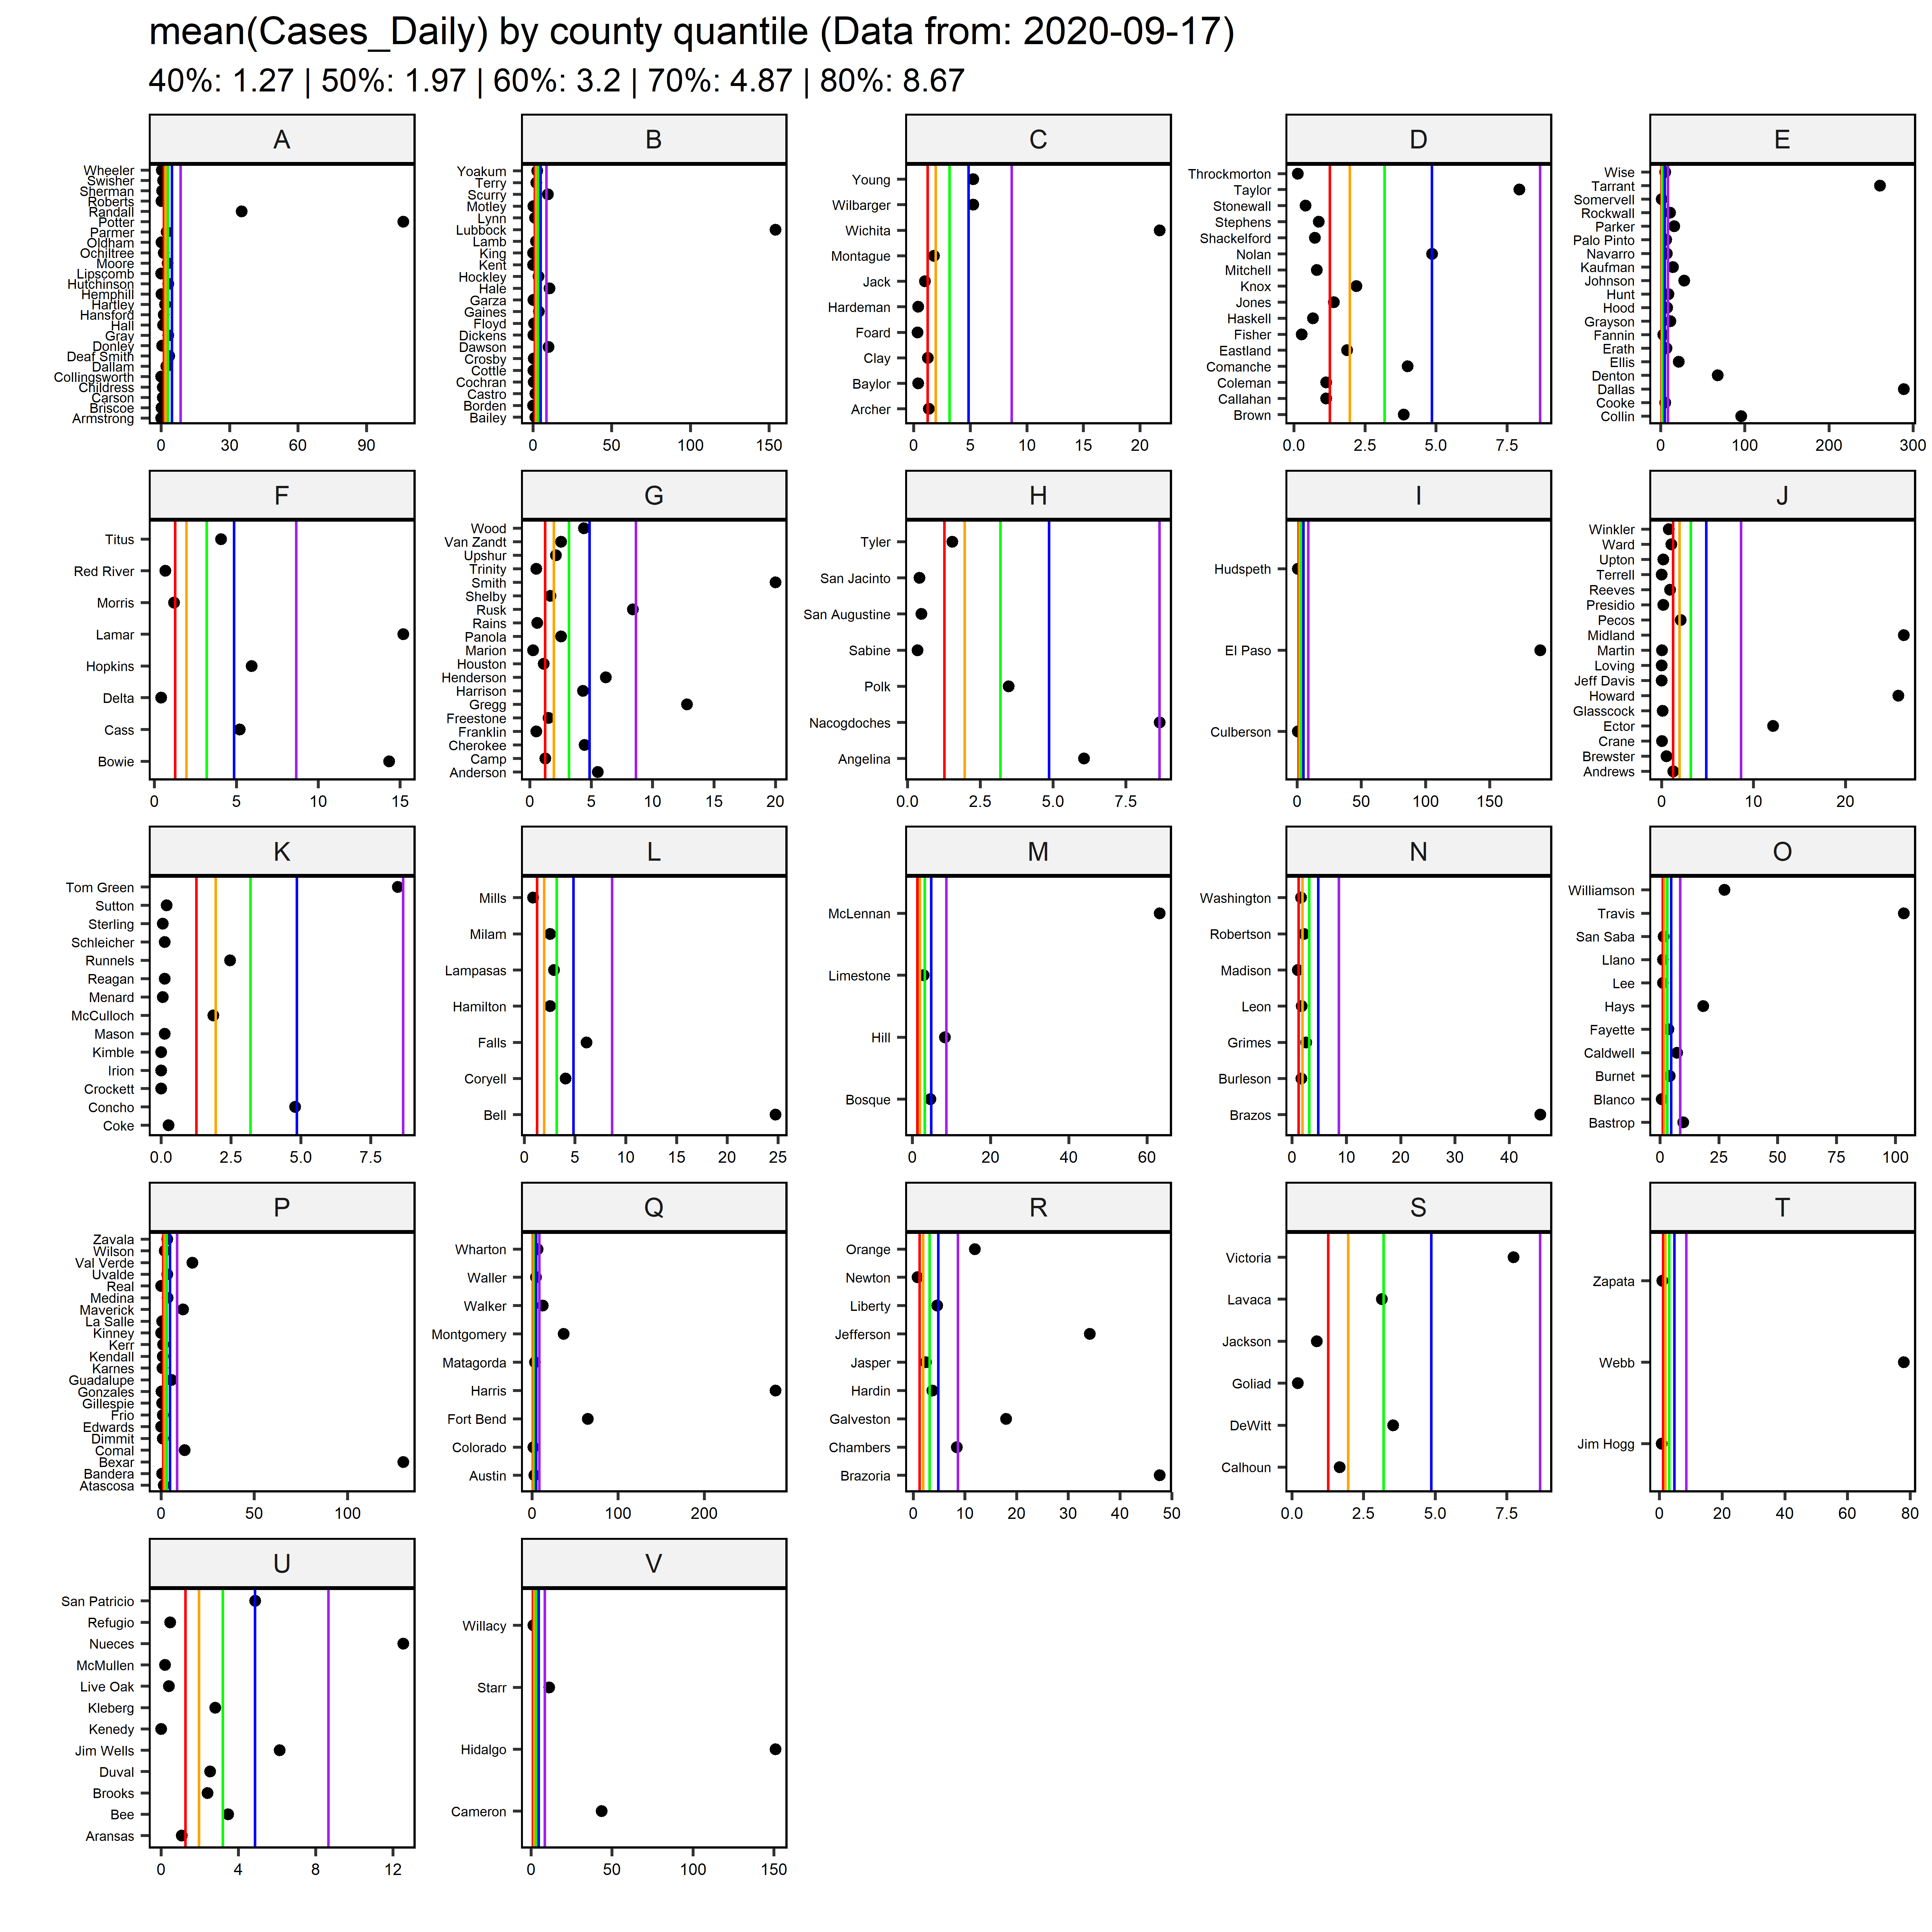 mean(Cases_Daily) by county quantile (Data from: 2020-09-17)
40%: 1.27 | 50%: 1.97 | 60%: 3.2 | 70%: 4.87 | 80%: 8.67
A
Wheeler
Swisher
Sherman
Roberts
Randall
Potter
Parmer
Oldham
Ochiltree
Moore
Lipscomb
Hutchinson
Hemphill
Hartley
Hansford
Hall
Gray
Donley
Deaf Smith
Dallam
Collingsworth
Childress
Carson
Briscoe
Armstrong
0 30 60 90
B
Yoakum
Terry
Scurry
Motley
Lynn
Lubbock
Lamb
King
Kent
Hockley
Hale
Garza
Gaines
Floyd
Dickens
Dawson
Crosby
Cottle
Cochran
Castro
Borden
Bailey
0 50 100 150
C
Young
Wilbarger
Wichita
Montague
Jack
Hardeman
Foard
Clay
Baylor
Archer
0 5 10 15 20
D
Throckmorton
Taylor
Stonewall
Stephens
Shackelford
Nolan
Mitchell
Knox
Jones
Haskell
Fisher
Eastland
Comanche
Coleman
Callahan
Brown
0.0 2.5 5.0 7.5
E
Wise
Tarrant
Somervell
Rockwall
Parker
Palo Pinto
Navarro
Kaufman
Johnson
Hunt
Hood
Grayson
Fannin
Erath
Ellis
Denton
Dallas
Cooke
Collin
0 100 200 300
F
Titus
Red River
Morris
Lamar
Hopkins
Delta
Cass
Bowie
0 5 10 15
G
Wood
Van Zandt
Upshur
Trinity
Smith
Shelby
Rusk
Rains
Panola
Marion
Houston
Henderson
Harrison
Gregg
Freestone
Franklin
Cherokee
Camp
Anderson
0 5 10 15 20
H
Tyler
San Jacinto
San Augustine
Sabine
Polk
Nacogdoches
Angelina
0.0 2.5 5.0 7.5
I
Hudspeth
El Paso
Culberson
0 50 100 150
J
Winkler
Ward
Upton
Terrell
Reeves
Presidio
Pecos
Midland
Martin
Loving
Jeff Davis
Howard
Glasscock
Ector
Crane
Brewster
Andrews
0 10 20
K
Tom Green
Sutton
Sterling
Schleicher
Runnels
Reagan
Menard
McCulloch
Mason
Kimble
Irion
Crockett
Concho
Coke
0.0 2.5 5.0 7.5
L
Mills
Milam
Lampasas
Hamilton
Falls
Coryell
Bell
0 5 10 15 20 25
M
McLennan
Limestone
Hill
Bosque
0 20 40 60
N
Washington
Robertson
Madison
Leon
Grimes
Burleson
Brazos
0 10 20 30 40
O
Williamson
Travis
San Saba
Llano
Lee
Hays
Fayette
Caldwell
Burnet
Blanco
Bastrop
0 25 50 75 100
P
Zavala
Wilson
Val Verde
Uvalde
Real
Medina
Maverick
La Salle
Kinney
Kerr
Kendall
Karnes
Guadalupe
Gonzales
Gillespie
Frio
Edwards
Dimmit
Comal
Bexar
Bandera
Atascosa
0 50 100
Q
Wharton
Waller
Walker
Montgomery
Matagorda
Harris
Fort Bend
Colorado
Austin
0 100 200
R
Orange
Newton
Liberty
Jefferson
Jasper
Hardin
Galveston
Chambers
Brazoria
0 10 20 30 40 50
S
Victoria
Lavaca
Jackson
Goliad
DeWitt
Calhoun
0.0 2.5 5.0 7.5
T
Zapata
Webb
Jim Hogg
0 20 40 60 80
U
San Patricio
Refugio
Nueces
McMullen
Live Oak
Kleberg
Kenedy
Jim Wells
Duval
Brooks
Bee
Aransas
0 4 8 12
V
Willacy
Starr
Hidalgo
Cameron
0 50 100 150